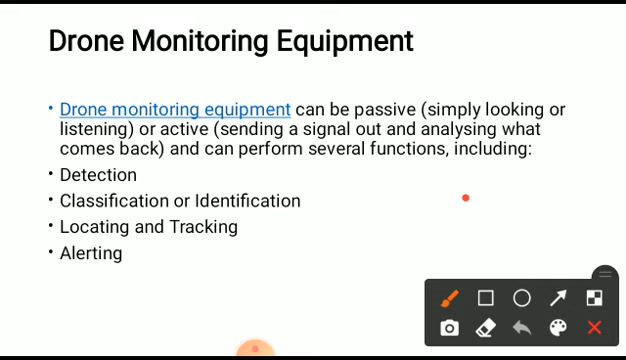 Drone Monitoring Equipment
• Drone monitoring equipment can be passive (simply looking or
listening) or active (sending a signal out and analysing what
comes back) and can perform several functions, including:
• Detection
• Classification or Identification
• Locating and Tracking
• Alerting